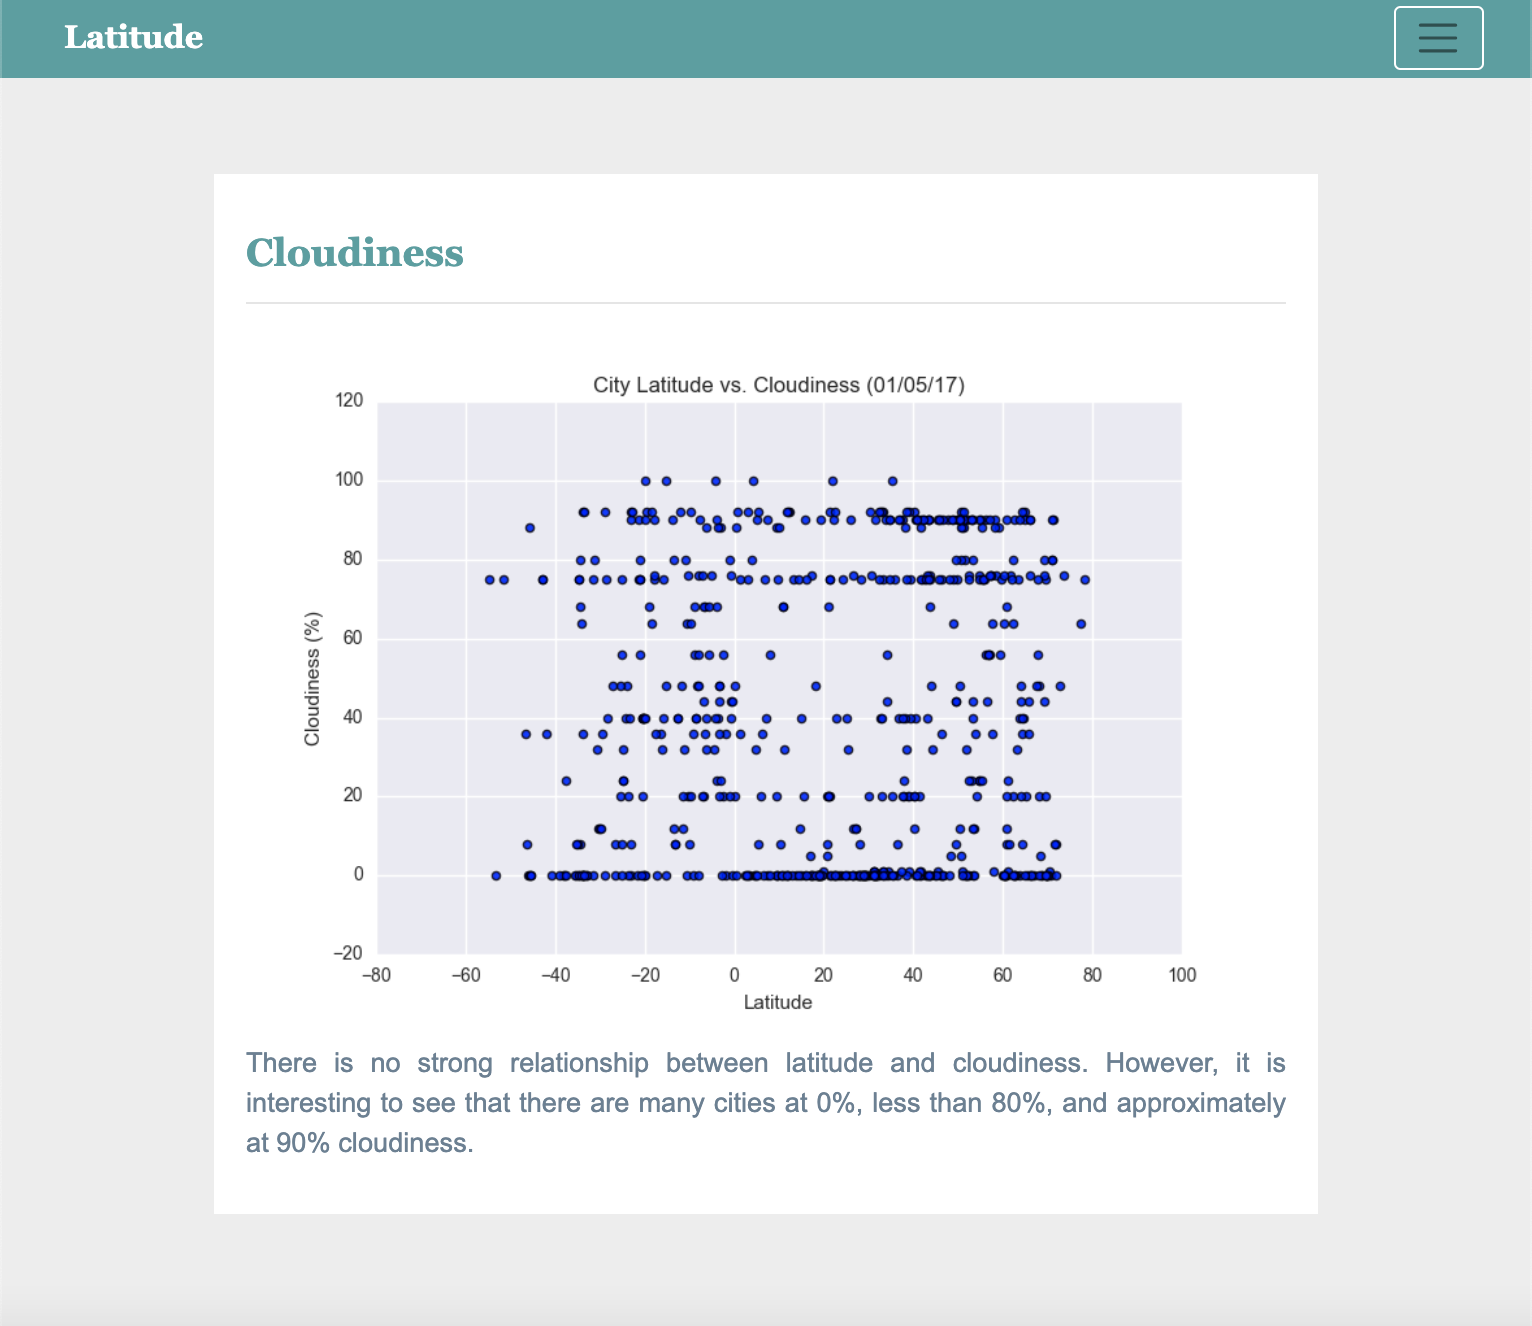 Latitude
Cloudiness
City Latitude vs. Cloudiness (01/05/17)
120
100
80
60
40
20
0
−20
Cloudiness (%)
−80 −60 −40 −20 0 20 40 60 80 100
Latitude
There is no strong relationship between latitude and cloudiness. However, it is
interesting to see that there are many cities at 0%, less than 80%, and approximately
at 90% cloudiness.